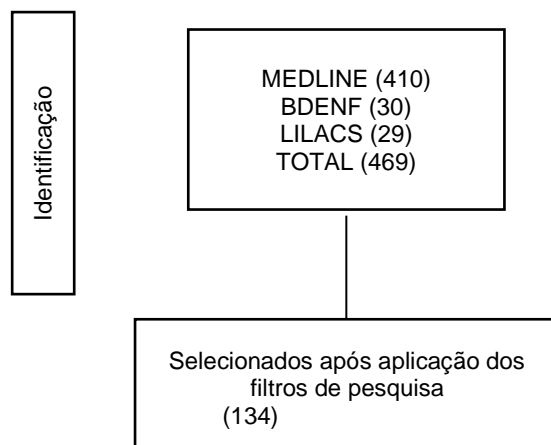 Identificação
MEDLINE (410)
BDENF (30)
LILACS (29)
TOTAL (469)
Selecionados após aplicação dos
filtros de pesquisa
(134)